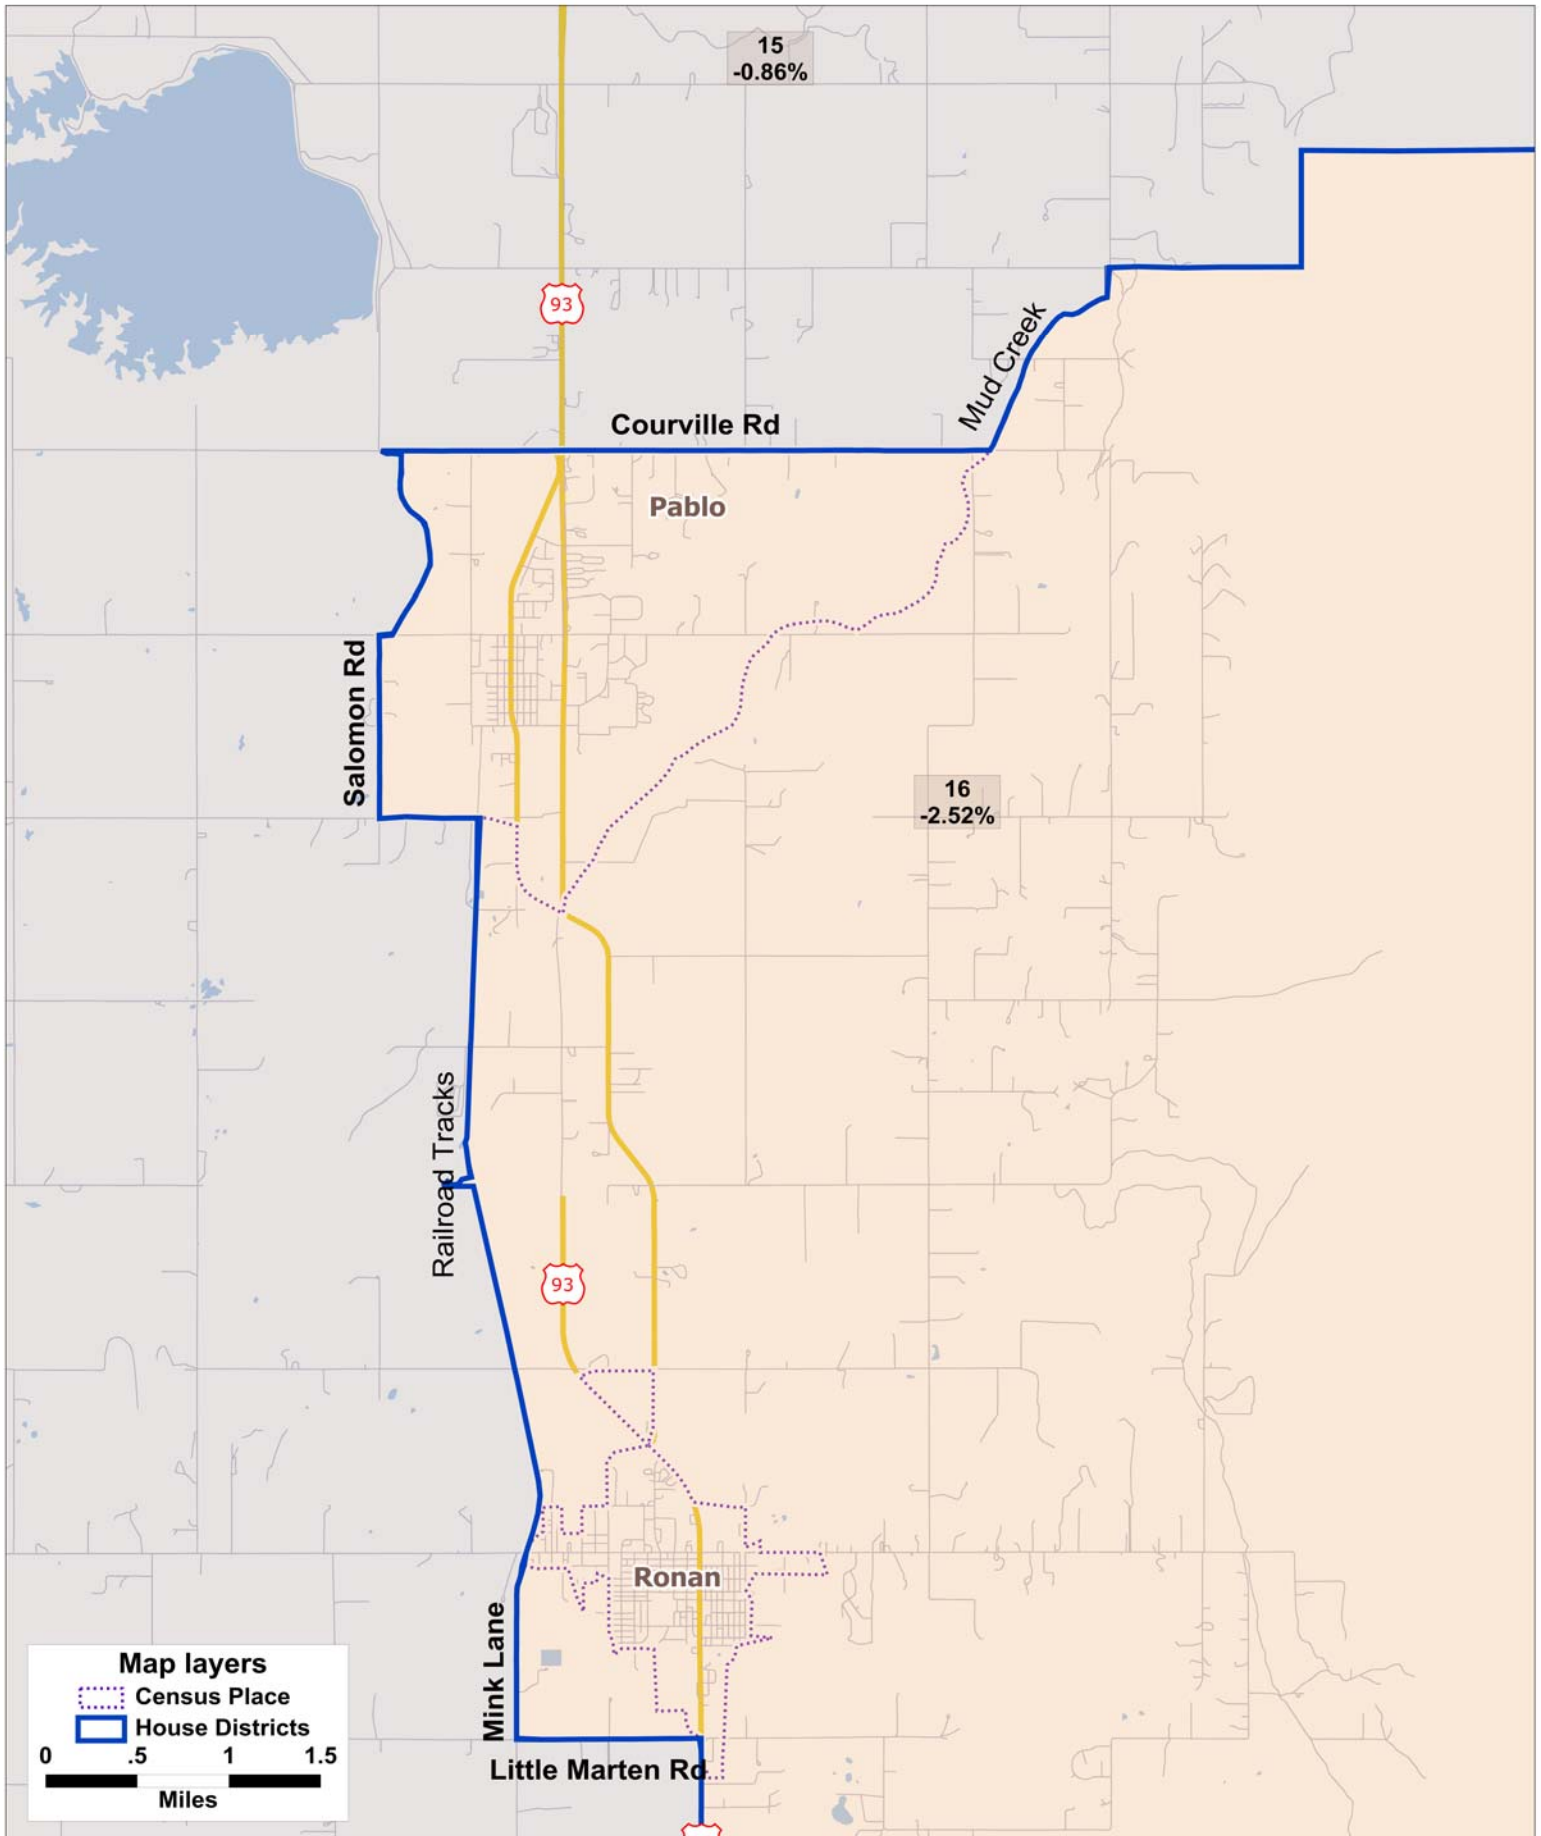 15
-0.86%
93
Mud Creek
Courville Rd
Pablo
Salomon Rd
16
-2.52%
Railroad Tracks
93
Ronan
Mink Lane
Little Marten Rd
Map layers
Census Place
House Districts
0 .5 1 1.5
Miles